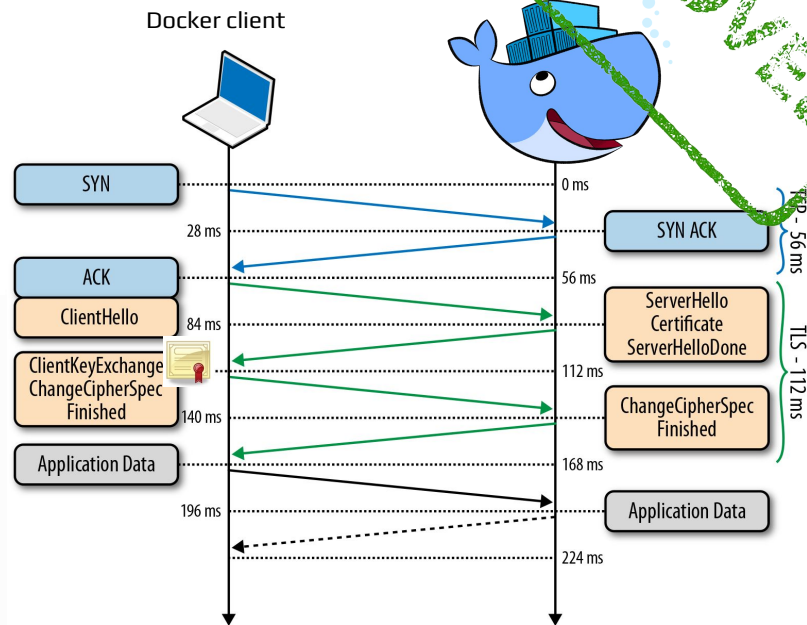 Docker client
SYN
0 ms
28 ms
SYN ACK
TCP - 56 ms
ACK
56 ms
ClientHello
84 ms
ServerHello
Certificate
ServerHelloDone
TLS - 112 ms
ClientKeyExchange
ChangeCipherSpec
Finished
112 ms
140 ms
ChangeCipherSpec
Finished
Application Data
168 ms
196 ms
Application Data
224 ms